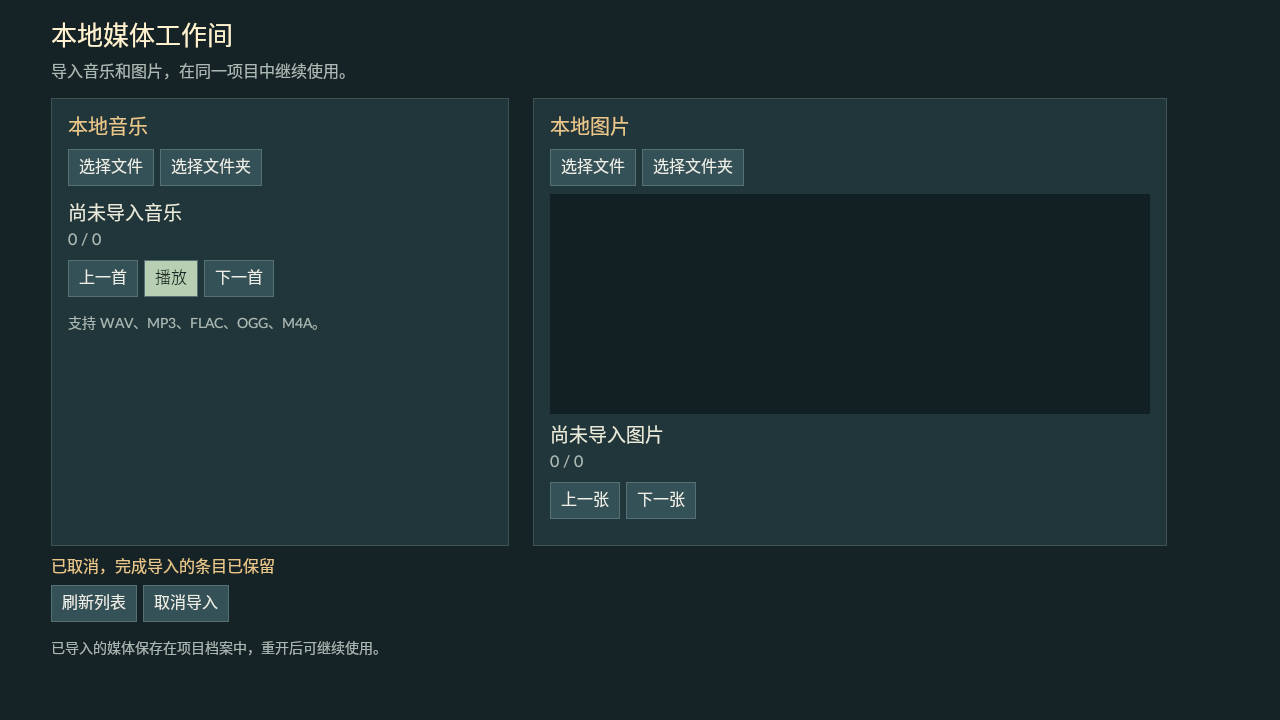 本地媒体工作间
导入音乐和图片，在同一项目中继续使用。
本地音乐
选择文件 选择文件夹
尚未导入音乐
0 / 0
上一首 播放 下一首
支持 WAV、MP3、FLAC、OGG、M4A。
本地图片
选择文件 选择文件夹
尚未导入图片
0 / 0
上一张 下一张
已取消，完成导入的条目已保留
刷新列表 取消导入
已导入的媒体保存在项目档案中，重开后可继续使用。